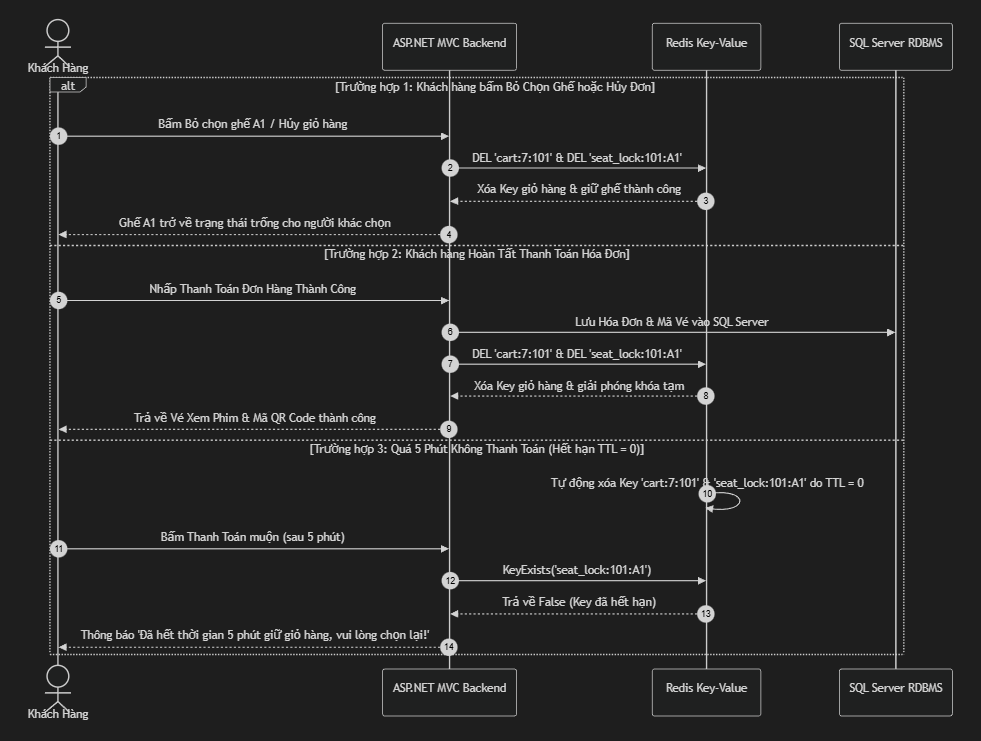 Khách Hàng
ASP.NET MVC Backend
Redis Key-Value
SQL Server RDBMS
alt
[Trường hợp 1: Khách hàng bấm Bỏ Chọn Ghế hoặc Hủy Đơn]
Bấm Bỏ chọn ghế A1 / Hủy giỏ hàng
1
DEL 'cart:7:101' & DEL 'seat_lock:101:A1'
2
Xóa Key giỏ hàng & giữ ghế thành công
3
Ghế A1 trở về trạng thái trống cho người khác chọn
4
[Trường hợp 2: Khách hàng Hoàn Tất Thanh Toán Hóa Đơn]
Nhấp Thanh Toán Đơn Hàng Thành Công
5
Lưu Hóa Đơn & Mã Vé vào SQL Server
6
DEL 'cart:7:101' & DEL 'seat_lock:101:A1'
7
Xóa Key giỏ hàng & giải phóng khóa tạm
8
Trả về Vé Xem Phim & Mã QR Code thành công
9
[Trường hợp 3: Quá 5 Phút Không Thanh Toán (Hết hạn TTL = 0)]
Tự động xóa Key 'cart:7:101' & 'seat_lock:101:A1' do TTL = 0
10
Bấm Thanh Toán muộn (sau 5 phút)
11
KeyExists('seat_lock:101:A1')
12
Trả về False (Key đã hết hạn)
13
Thông báo 'Đã hết thời gian 5 phút giữ giỏ hàng, vui lòng chọn lại!'
14
Khách Hàng
ASP.NET MVC Backend
Redis Key-Value
SQL Server RDBMS